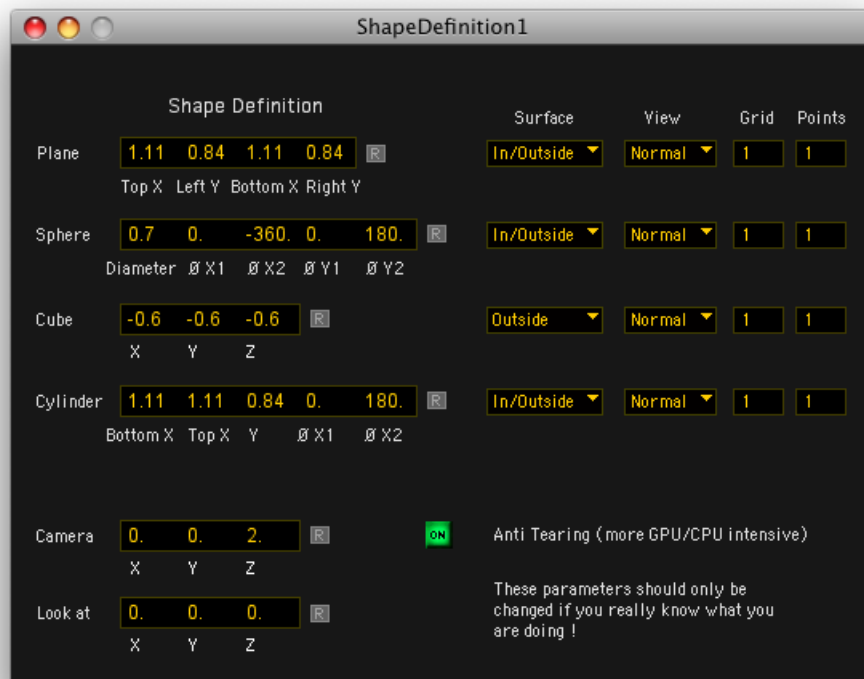 ShapeDefinition1
Shape Definition
Surface View Grid Points
Plane 1.11 0.84 1.11 0.84 R In/Outside Normal 1 1
Top X Left Y Bottom X Right Y
Sphere 0.7 0. -360. 0. 180. R In/Outside Normal 1 1
Diameter Ø X1 Ø X2 Ø Y1 Ø Y2
Cube -0.6 -0.6 -0.6 R Outside Normal 1 1
X Y Z
Cylinder 1.11 1.11 0.84 0. 180. R In/Outside Normal 1 1
Bottom X Top X Y Ø X1 Ø X2
Camera 0. 0. 2. R ON Anti Tearing (more GPU/CPU intensive)
X Y Z
These parameters should only be
changed if you really know what you
are doing !
Look at 0. 0. 0. R
X Y Z